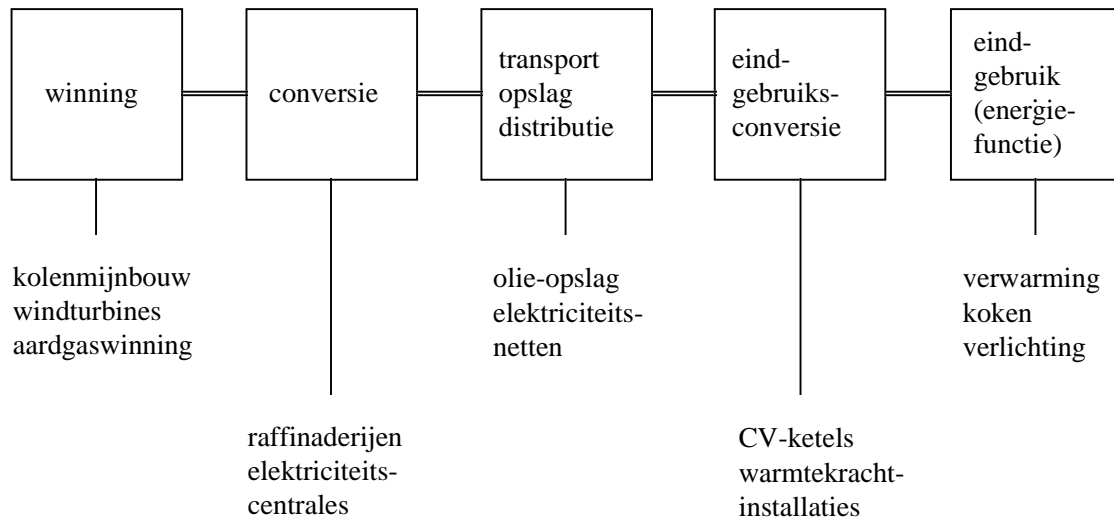 winning
conversie
transport
opslag
distributie
eind-
gebruiks-
conversie
eind-
gebruik
(energie-
functie)
kolenmijnbouw
windturbines
aardgaswinning
raffinaderijen
elektriciteits-
centrales
olie-opslag
elektriciteits-
netten
CV-ketels
warmtekracht-
installaties
verwarming
koken
verlichting